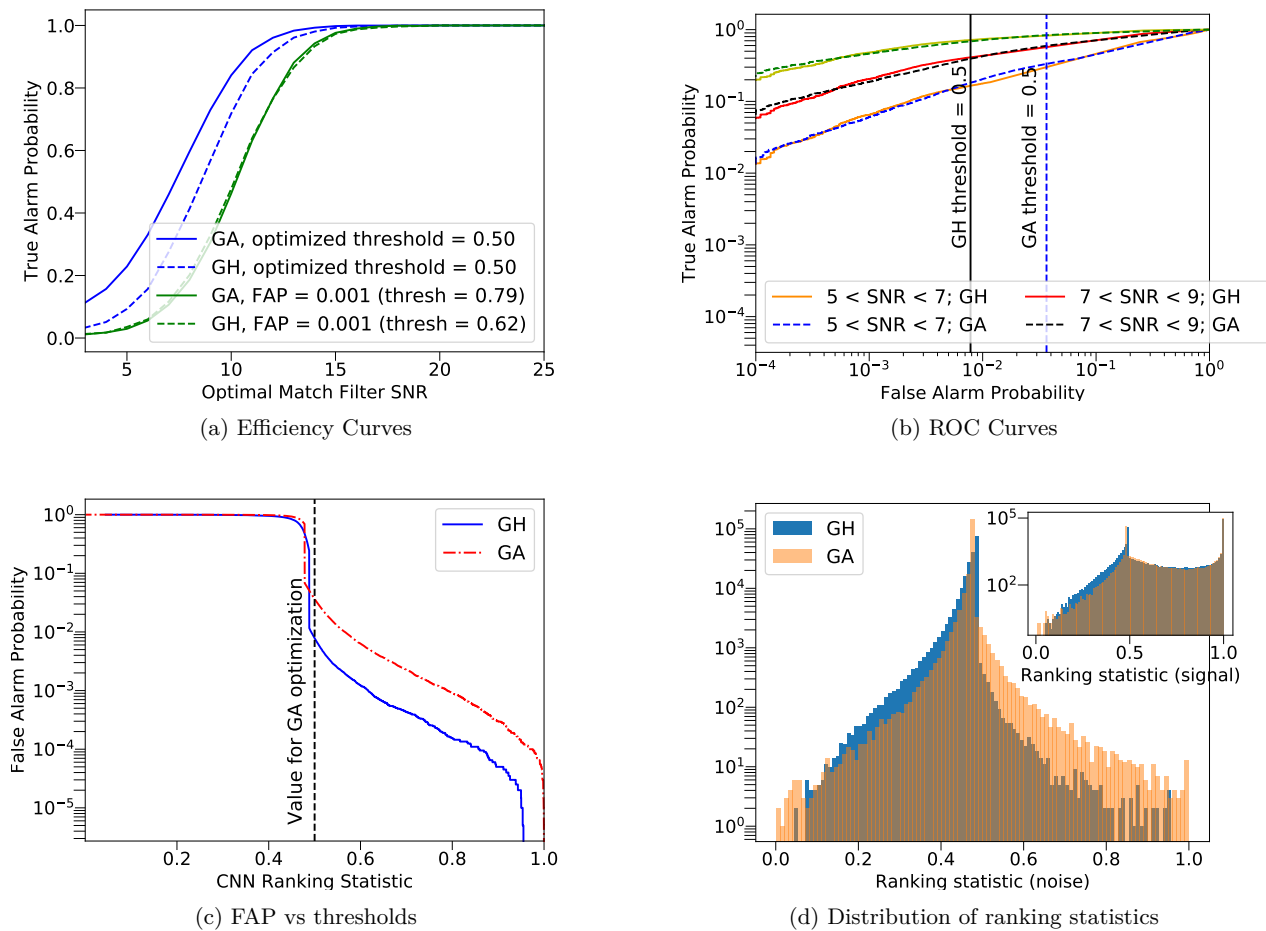 1.0
0.8
0.6
0.4
0.2
0.0
True Alarm Probability
GA, optimized threshold = 0.50
GH, optimized threshold = 0.50
GA, FAP = 0.001 (thresh = 0.79)
GH, FAP = 0.001 (thresh = 0.62)
5 10 15 20 25
Optimal Match Filter SNR
(a) Efficiency Curves
10^0
10^-1
10^-2
10^-3
10^-4
True Alarm Probability
GH threshold = 0.5
GA threshold = 0.5
5 < SNR < 7; GH 7 < SNR < 9; GH
5 < SNR < 7; GA 7 < SNR < 9; GA
10^-4 10^-3 10^-2 10^-1 10^0
False Alarm Probability
(b) ROC Curves
10^0
10^-1
10^-2
10^-3
10^-4
10^-5
False Alarm Probability
GH
GA
Value for GA optimization
0.2 0.4 0.6 0.8 1.0
CNN Ranking Statistic
(c) FAP vs thresholds
10^5
10^4
10^3
10^2
10^1
10^0
GH
GA
10^5
10^2
0.0 0.5 1.0
Ranking statistic (signal)
0.0 0.2 0.4 0.6 0.8 1.0
Ranking statistic (noise)
(d) Distribution of ranking statistics